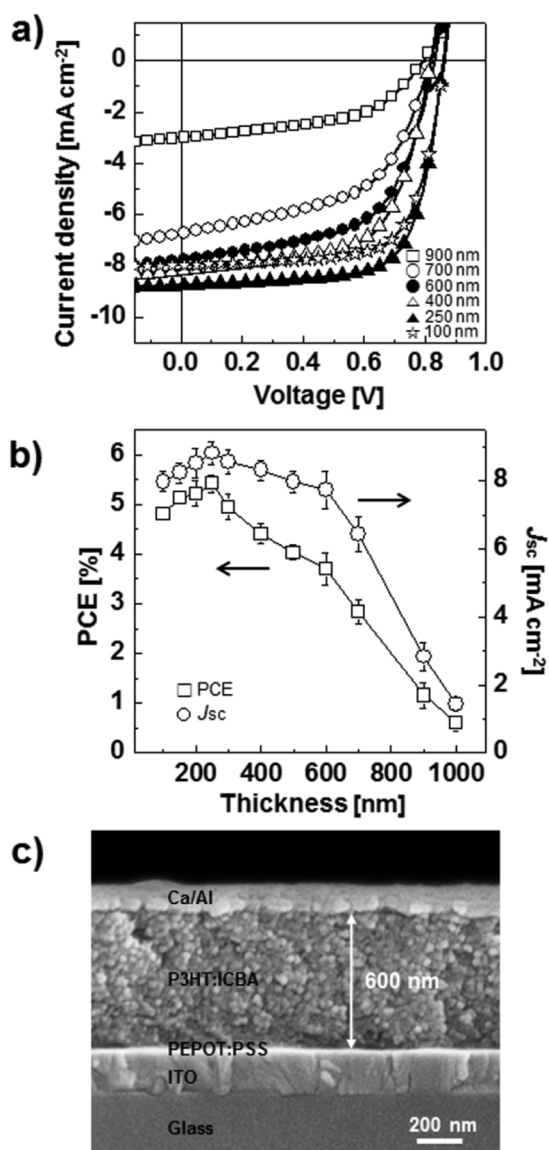 a)
Current density [mA cm-2]
0
-2
-4
-6
-8
-10
900 nm
700 nm
600 nm
400 nm
250 nm
100 nm
0.0 0.2 0.4 0.6 0.8 1.0
Voltage [V]
b)
PCE [%]
6
5
4
3
2
1
0
PCE
Jsc
8
6
4
2
0
Jsc [mA cm-2]
200 400 600 800 1000
Thickness [nm]
c)
Ca/Al
P3HT:ICBA
600 nm
PEPOT:PSS
ITO
Glass
200 nm